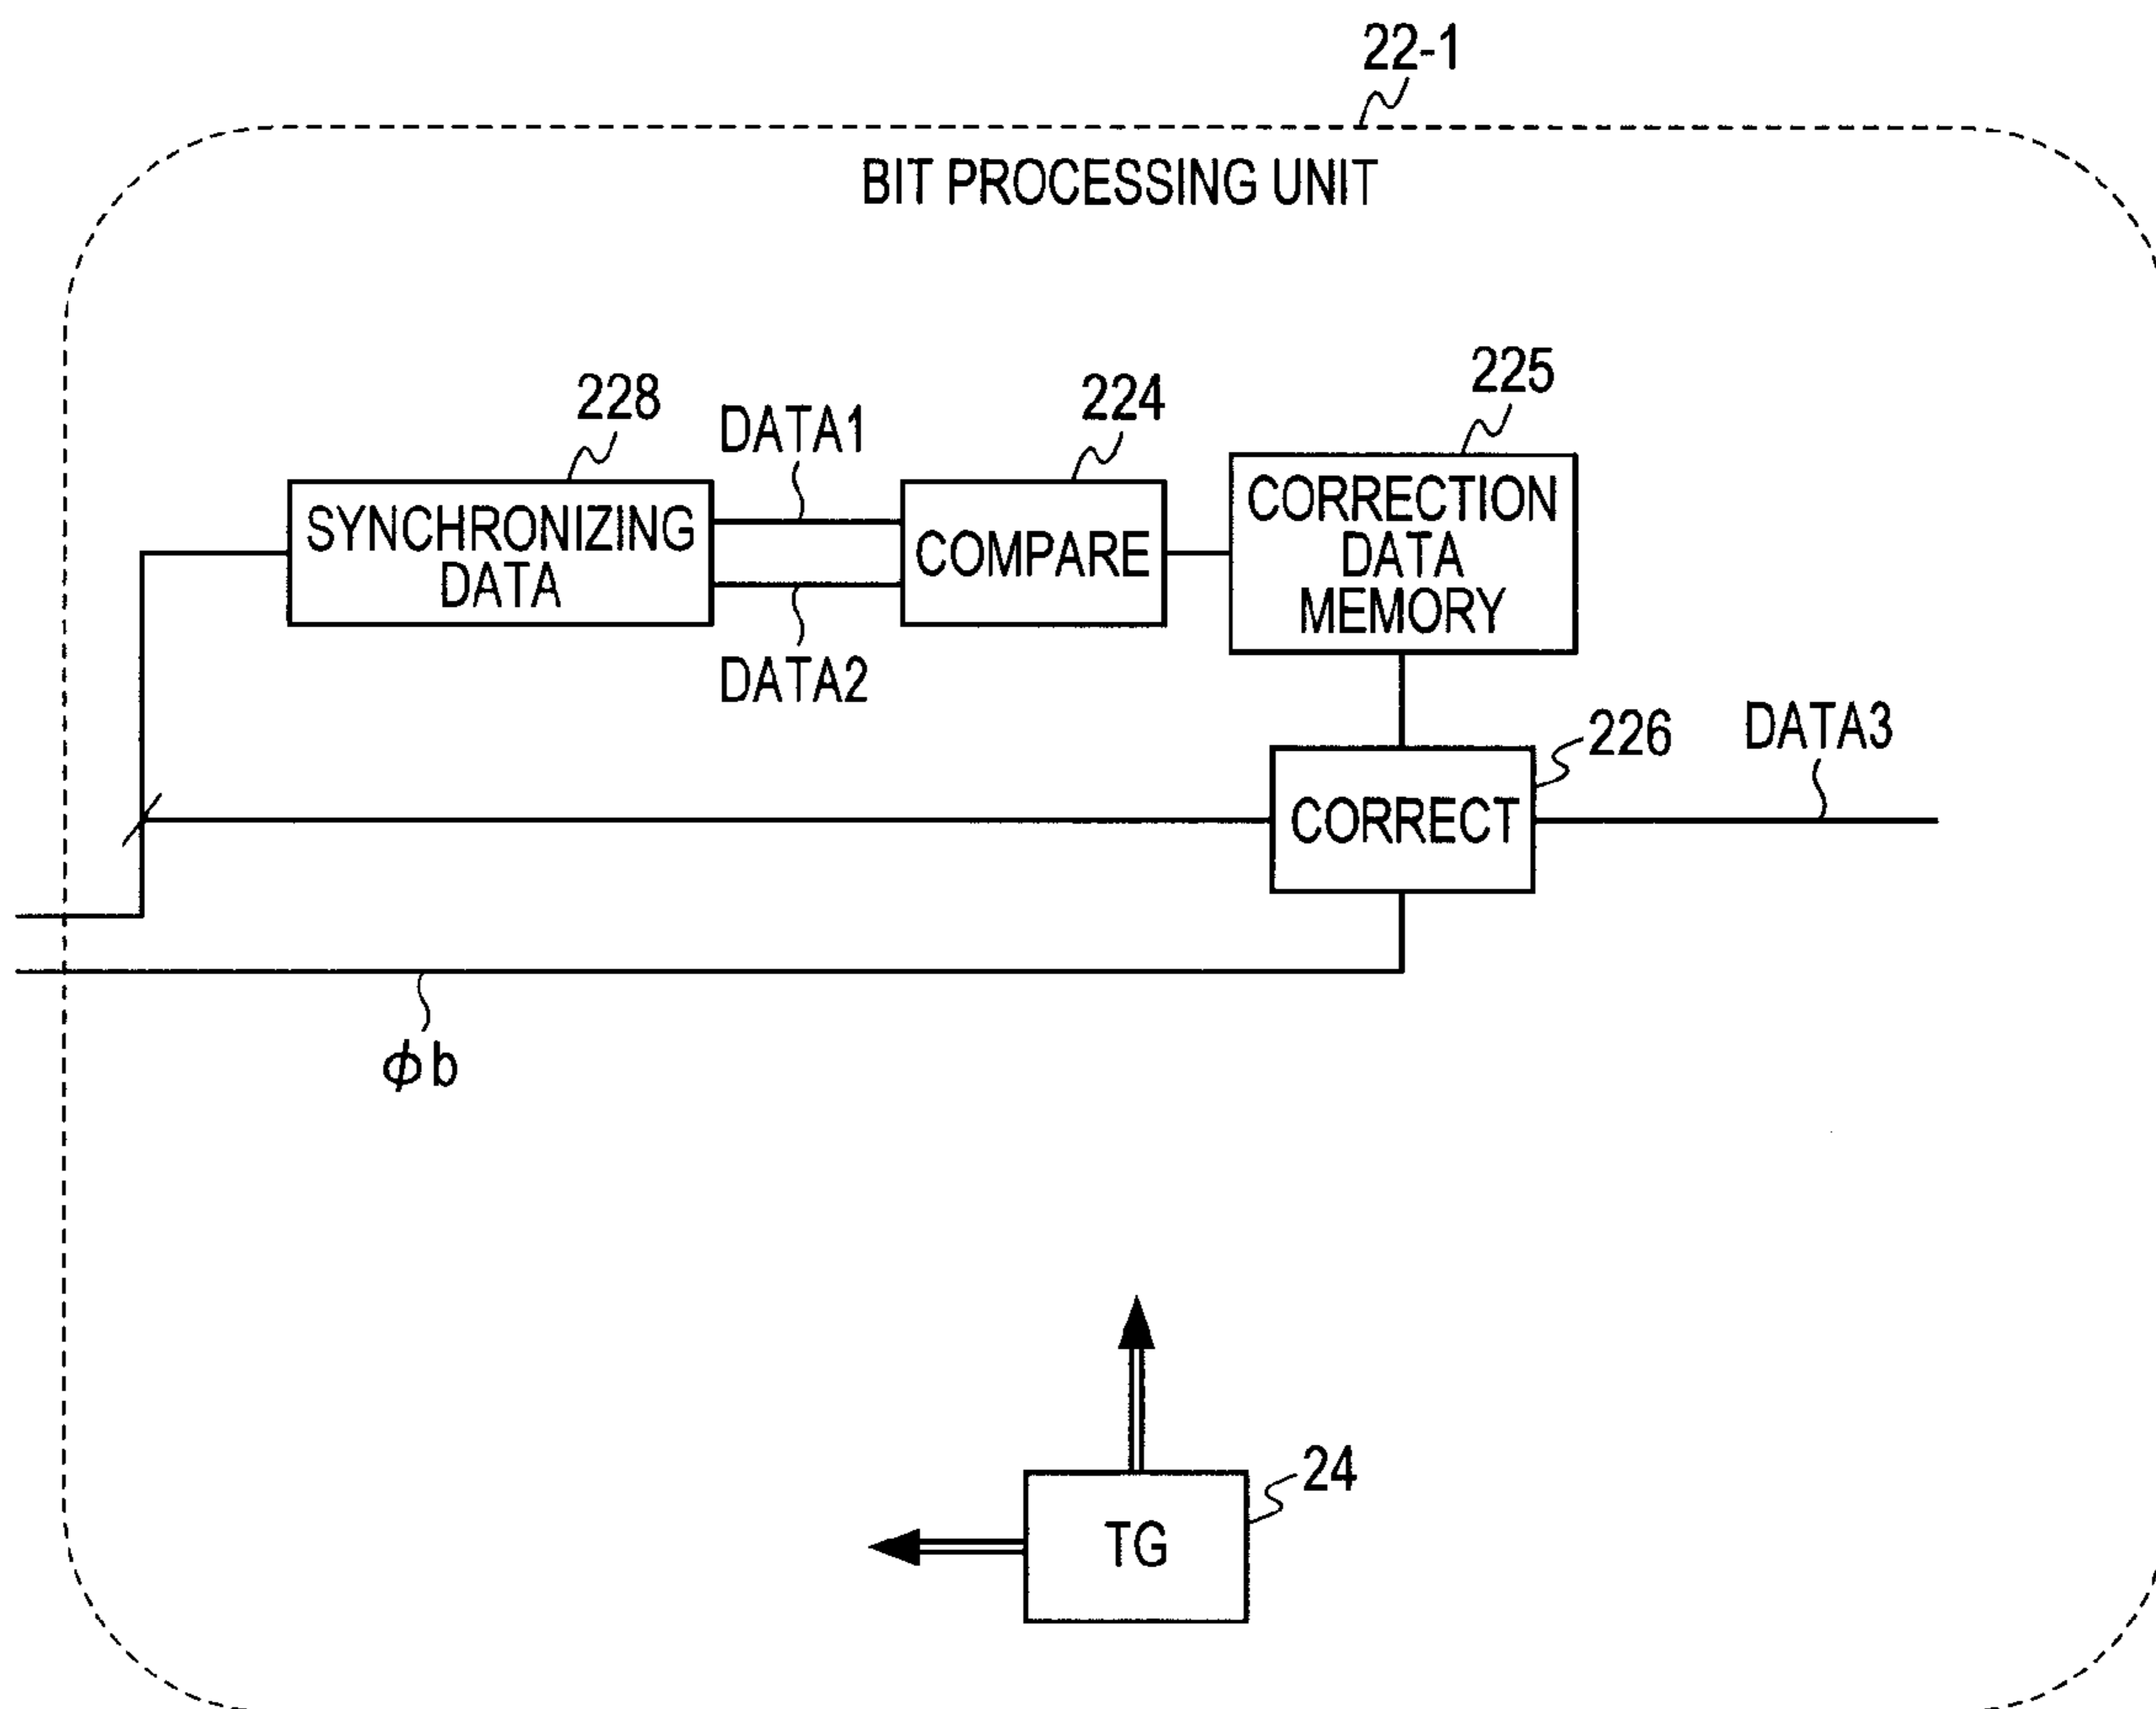 22-1
BIT PROCESSING UNIT
225
228
DATA1
224
CORRECTION
DATA
MEMORY
SYNCHRONIZING
DATA
COMPARE
DATA2
226
DATA3
CORRECT
ϕb
24
TG